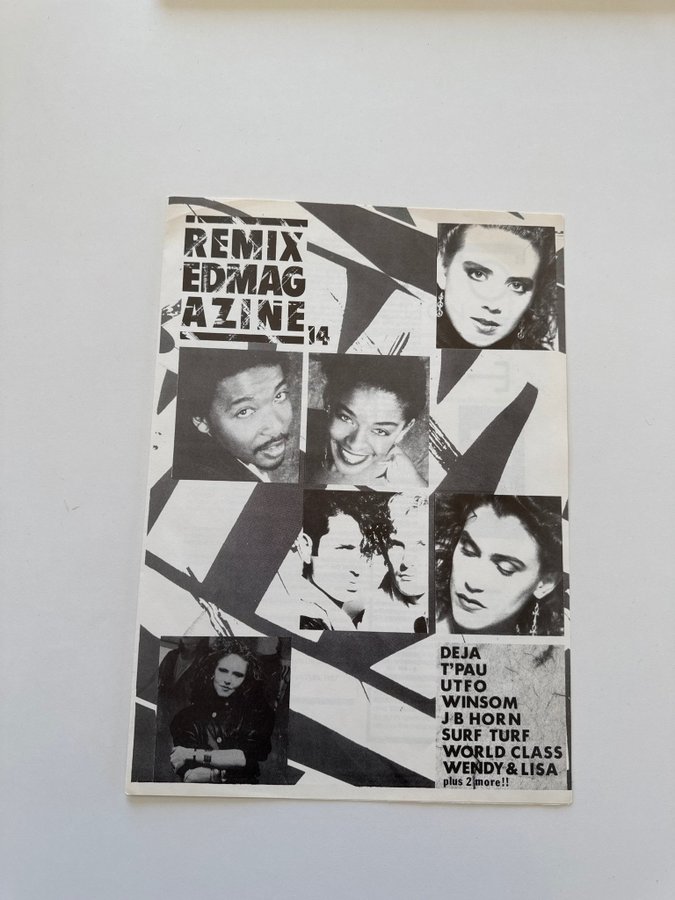 REMIX
EDMAG
AZINE
14
DEJA
T'PAU
UTFO
WINSOM
J B HORN
SURF TURF
WORLD CLASS
WENDY & LISA
plus 2 more!!